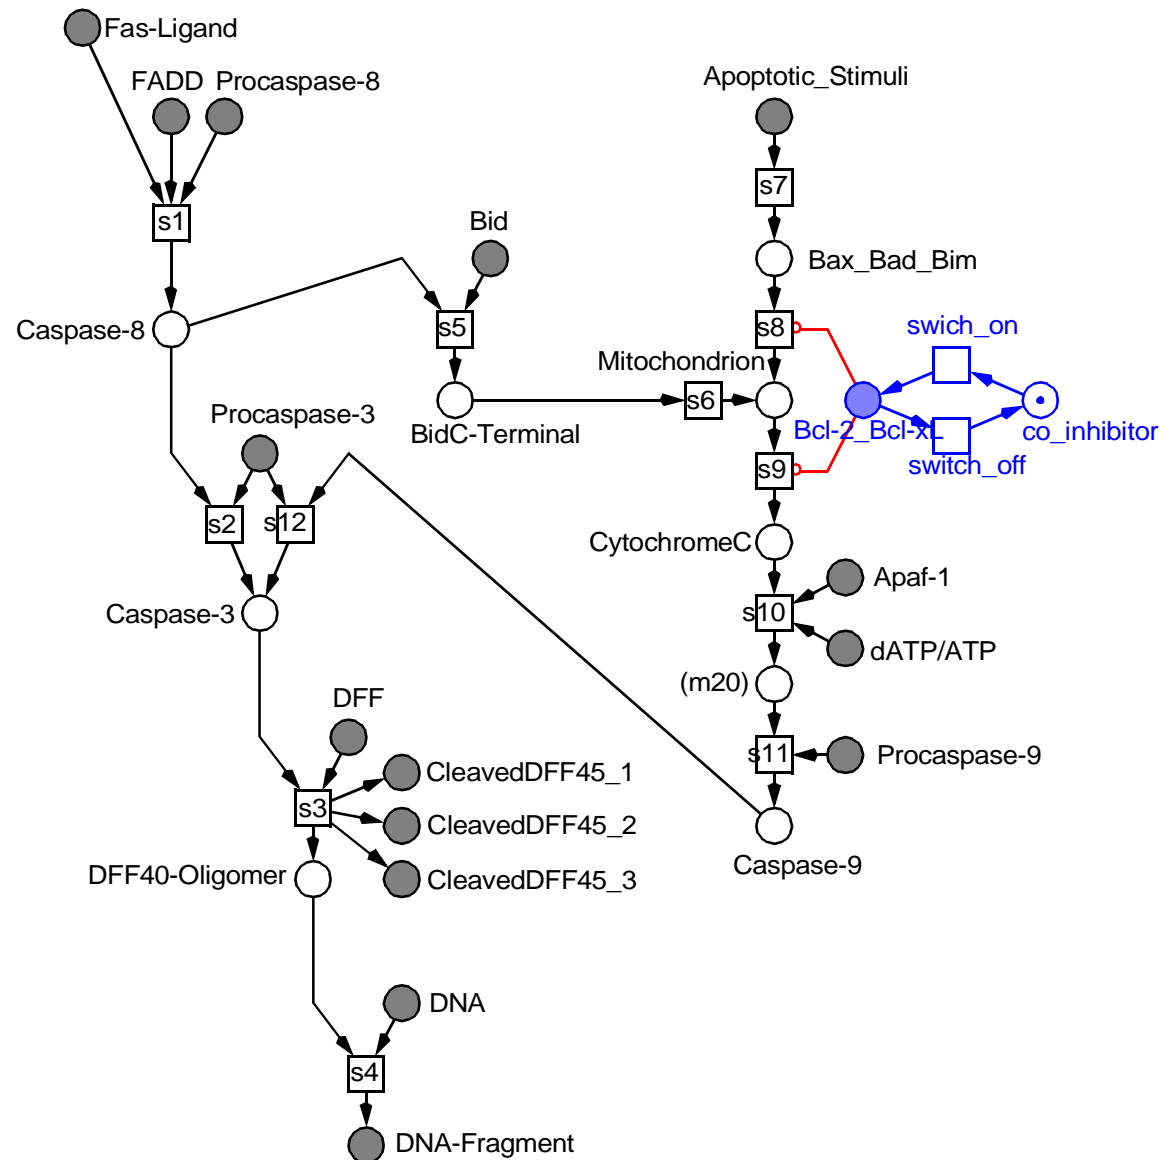 Fas-Ligand
FADD Procaspase-8
Apoptotic_Stimuli
s7
s1
Bid
Bax_Bad_Bim
Caspase-8
s5
s8
swich_on
Mitochondrion
s6
Procaspase-3
BidC-Terminal
Bcl-2_Bcl-xL
co_inhibitor
switch_off
s9
s2
s12
CytochromeC
Apaf-1
Caspase-3
s10
dATP/ATP
(m20)
DFF
s11
Procaspase-9
CleavedDFF45_1
s3
CleavedDFF45_2
Caspase-9
DFF40-Oligomer
CleavedDFF45_3
DNA
s4
DNA-Fragment